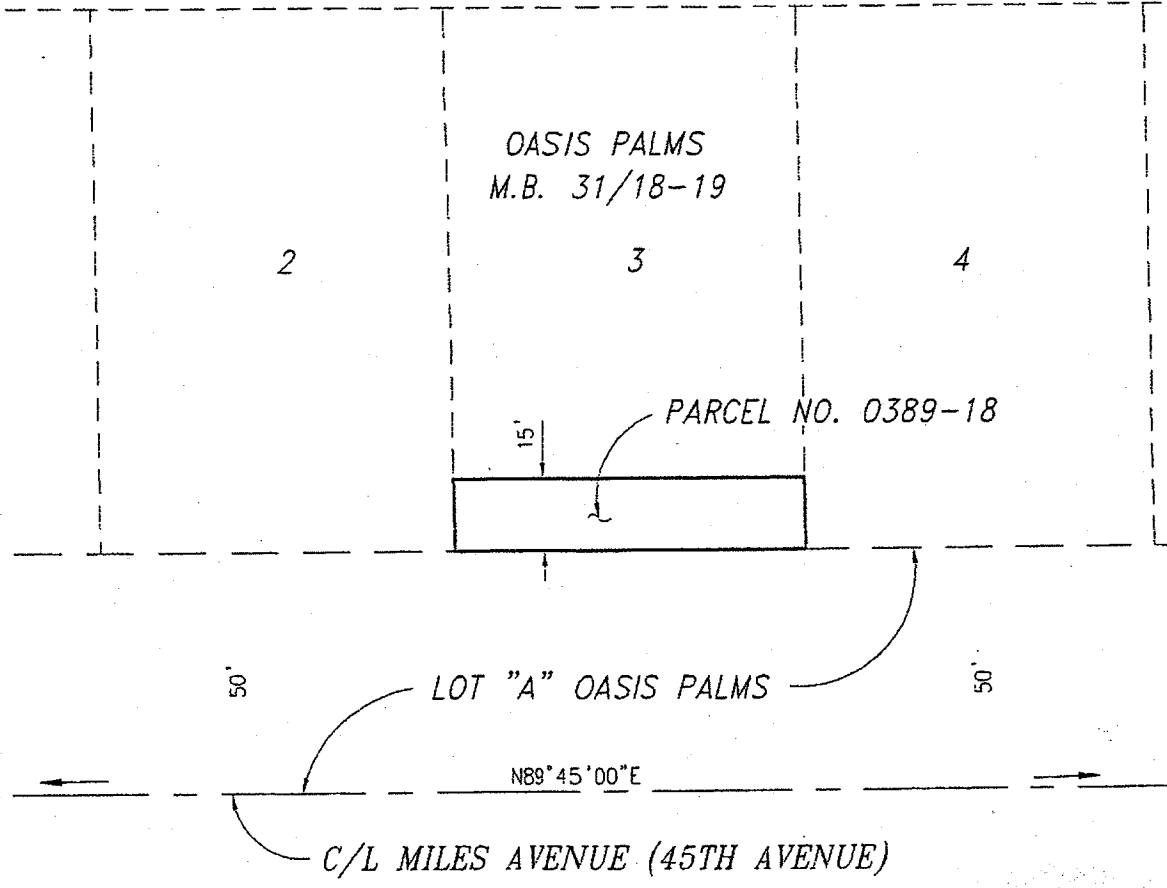 OASIS PALMS
M.B. 31/18-19
2
3
4
PARCEL NO. 0389-18
15'
50'
LOT "A" OASIS PALMS
50'
N89°45'00"E
C/L MILES AVENUE (45TH AVENUE)